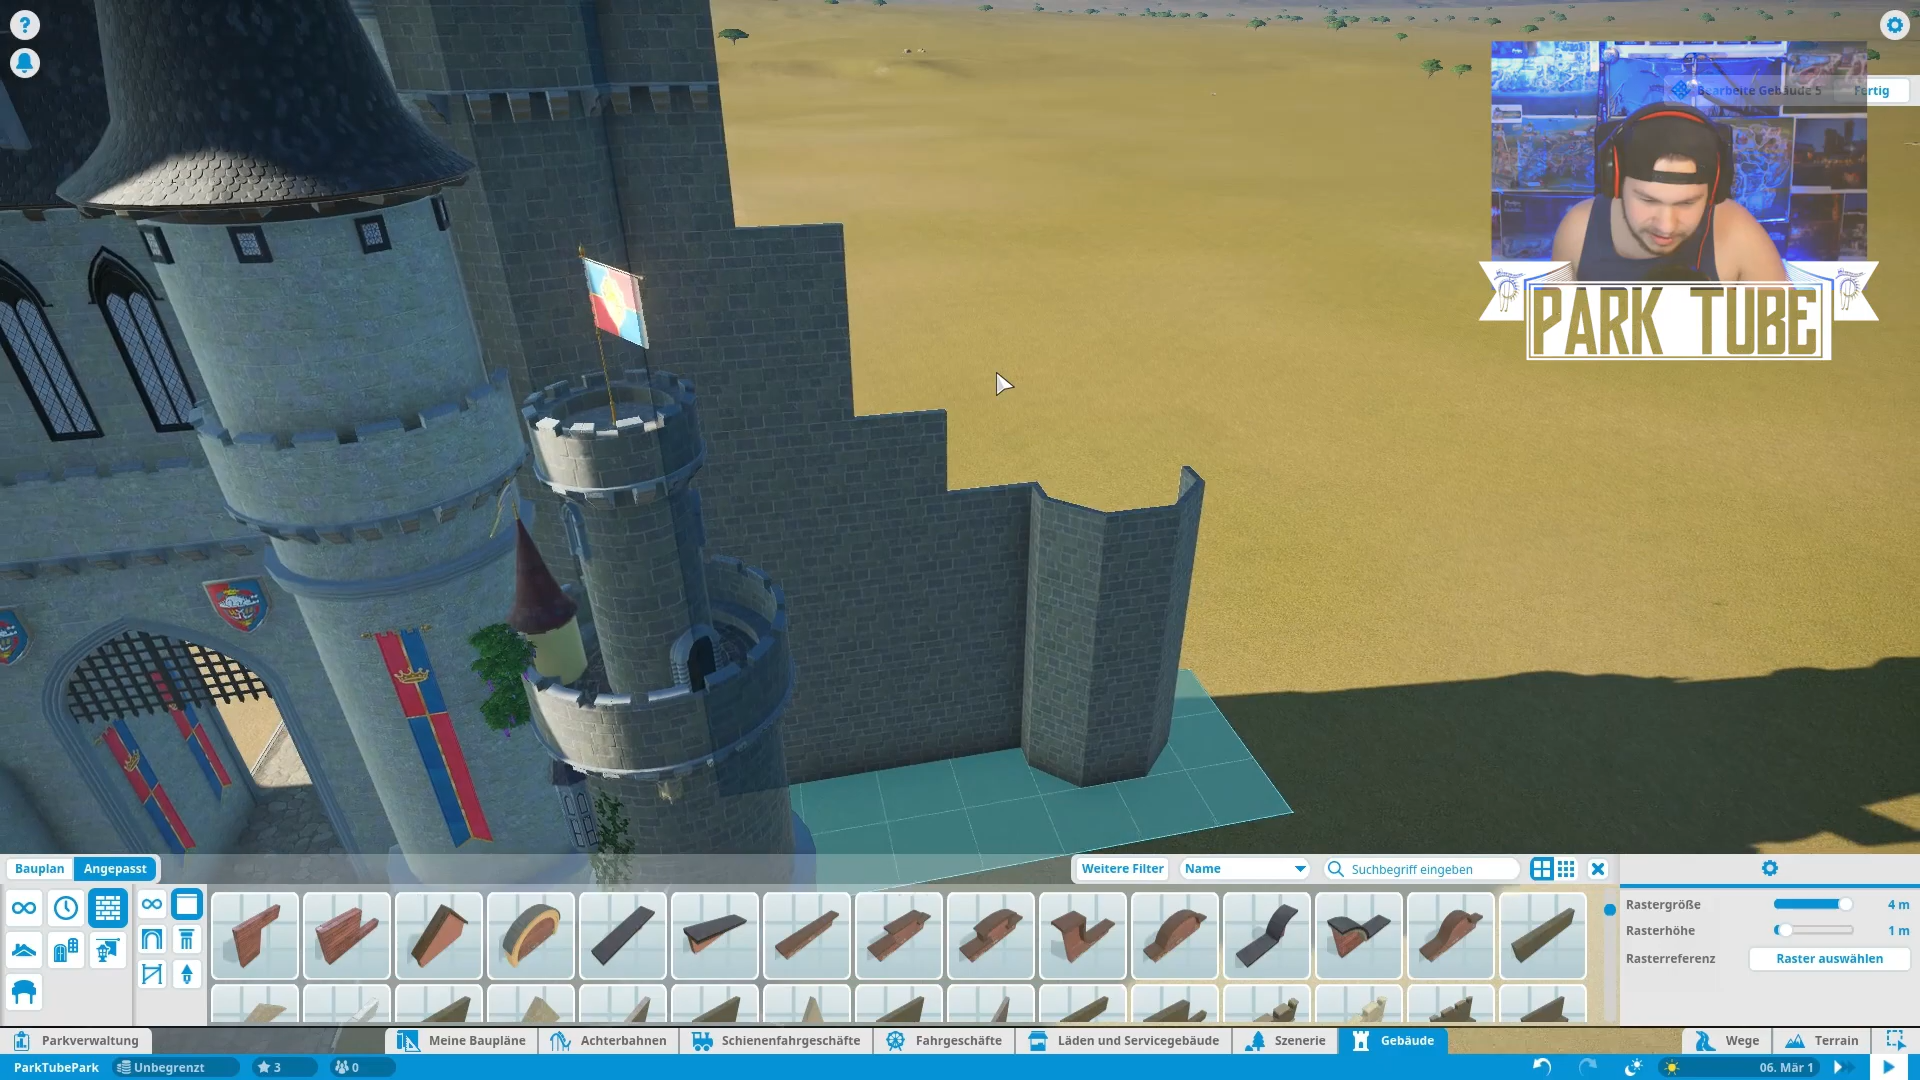 Bearbeite Gebäude 5
Fertig
PARK TUBE
Bauplan
Angepasst
Weitere Filter
Name
Suchbegriff eingeben
Rastergröße
4 m
Rasterhöhe
1 m
Rasterreferenz
Raster auswählen
Parkverwaltung
Meine Baupläne
Achterbahnen
Schienenfahrgeschäfte
Fahrgeschäfte
Läden und Servicegebäude
Szenerie
Gebäude
Wege
Terrain
ParkTubePark
Unbegrenzt
3
0
06. Mär 1